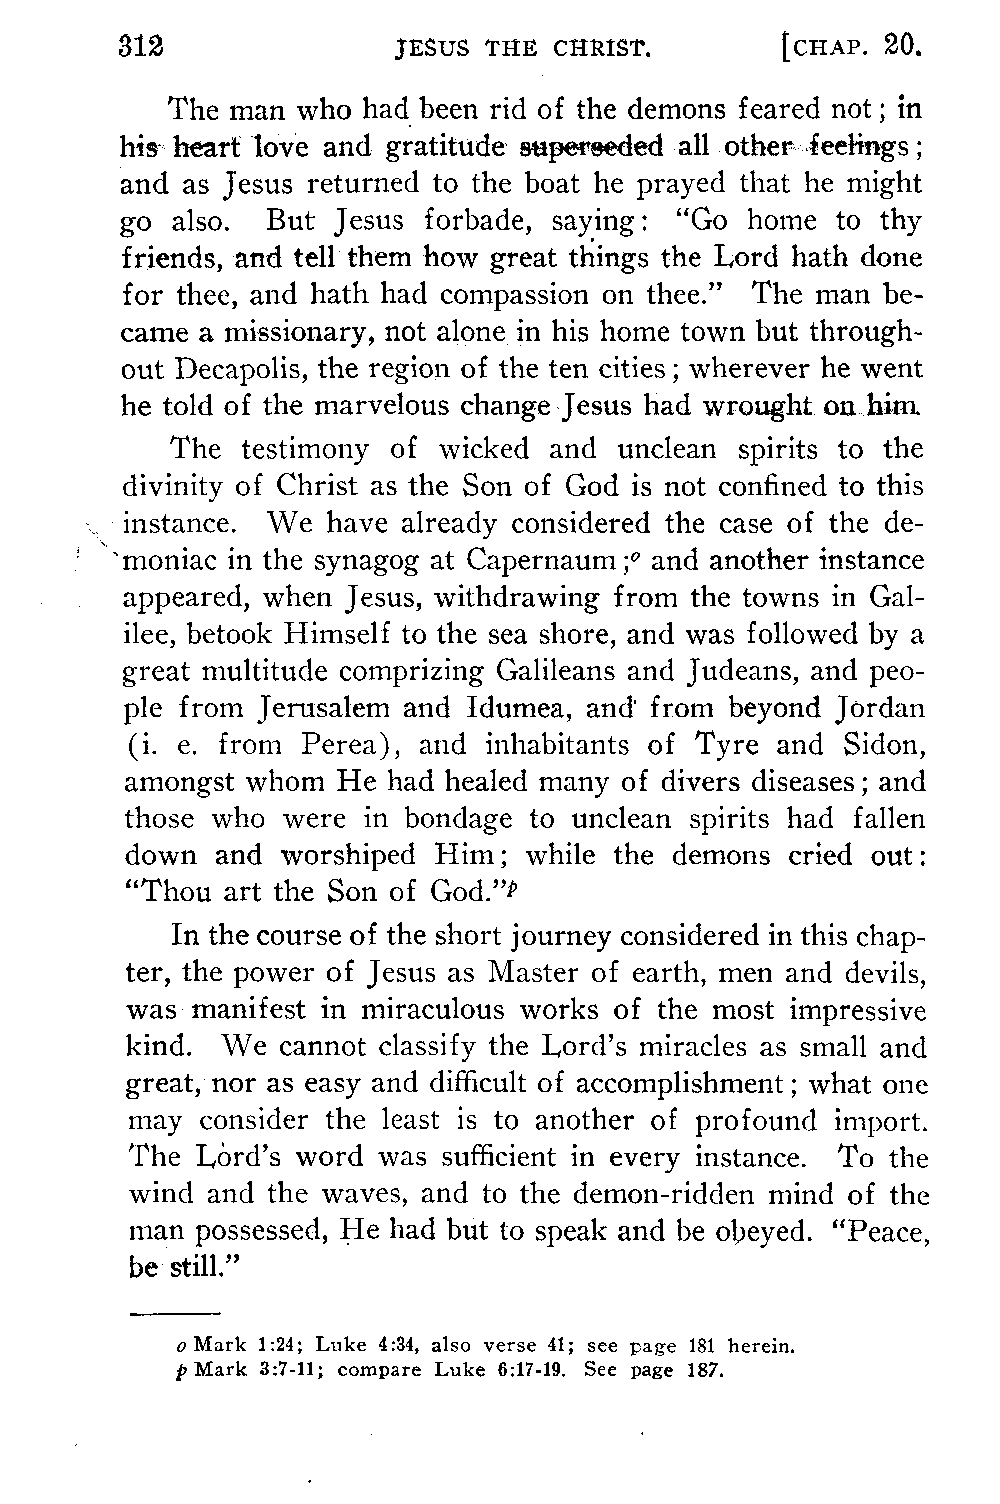 312 JESUS THE CHRIST. [CHAP. 20.
The man who had been rid of the demons feared not; in
his heart love and gratitude superseded all other feelings;
and as Jesus returned to the boat he prayed that he might
go also. But Jesus forbade, saying: “Go home to thy
friends, and tell them how great things the Lord hath done
for thee, and hath had compassion on thee.” The man be-
came a missionary, not alone in his home town but through-
out Decapolis, the region of the ten cities; wherever he went
he told of the marvelous change Jesus had wrought on him.
The testimony of wicked and unclean spirits to the
divinity of Christ as the Son of God is not confined to this
instance. We have already considered the case of the de-
moniac in the synagog at Capernaum;o and another instance
appeared, when Jesus, withdrawing from the towns in Gal-
ilee, betook Himself to the sea shore, and was followed by a
great multitude comprizing Galileans and Judeans, and peo-
ple from Jerusalem and Idumea, and from beyond Jordan
(i. e. from Perea), and inhabitants of Tyre and Sidon,
amongst whom He had healed many of divers diseases; and
those who were in bondage to unclean spirits had fallen
down and worshiped Him; while the demons cried out:
“Thou art the Son of God.”p
In the course of the short journey considered in this chap-
ter, the power of Jesus as Master of earth, men and devils,
was manifest in miraculous works of the most impressive
kind. We cannot classify the Lord’s miracles as small and
great, nor as easy and difficult of accomplishment; what one
may consider the least is to another of profound import.
The Lord’s word was sufficient in every instance. To the
wind and the waves, and to the demon-ridden mind of the
man possessed, He had but to speak and be obeyed. “Peace,
be still.”
o Mark 1:24; Luke 4:34, also verse 41; see page 181 herein.
p Mark 3:7-11; compare Luke 6:17-19. See page 187.